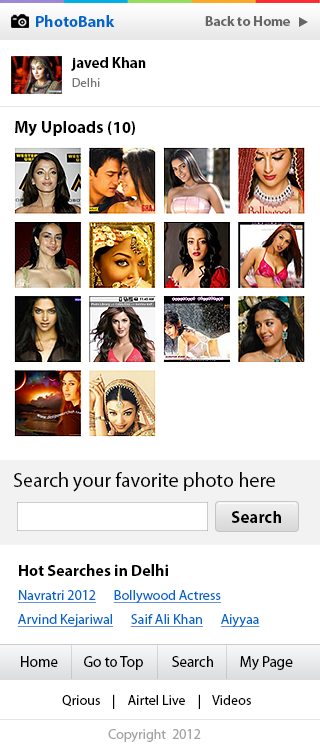 PhotoBank
Back to Home
Javed Khan
Delhi
My Uploads (10)
Search your favorite photo here
Search
Hot Searches in Delhi
Navratri 2012 Bollywood Actress
Arvind Kejariwal Saif Ali Khan Aiyyaa
Home Go to Top Search My Page
Qrious | Airtel Live | Videos
Copyright 2012